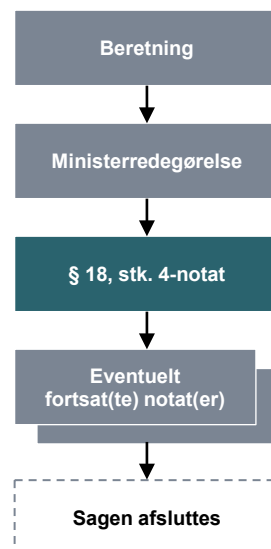 Beretning
Ministerredegørelse
§ 18, stk. 4-notat
Eventuelt
fortsat(te) notat(er)
Sagen afsluttes